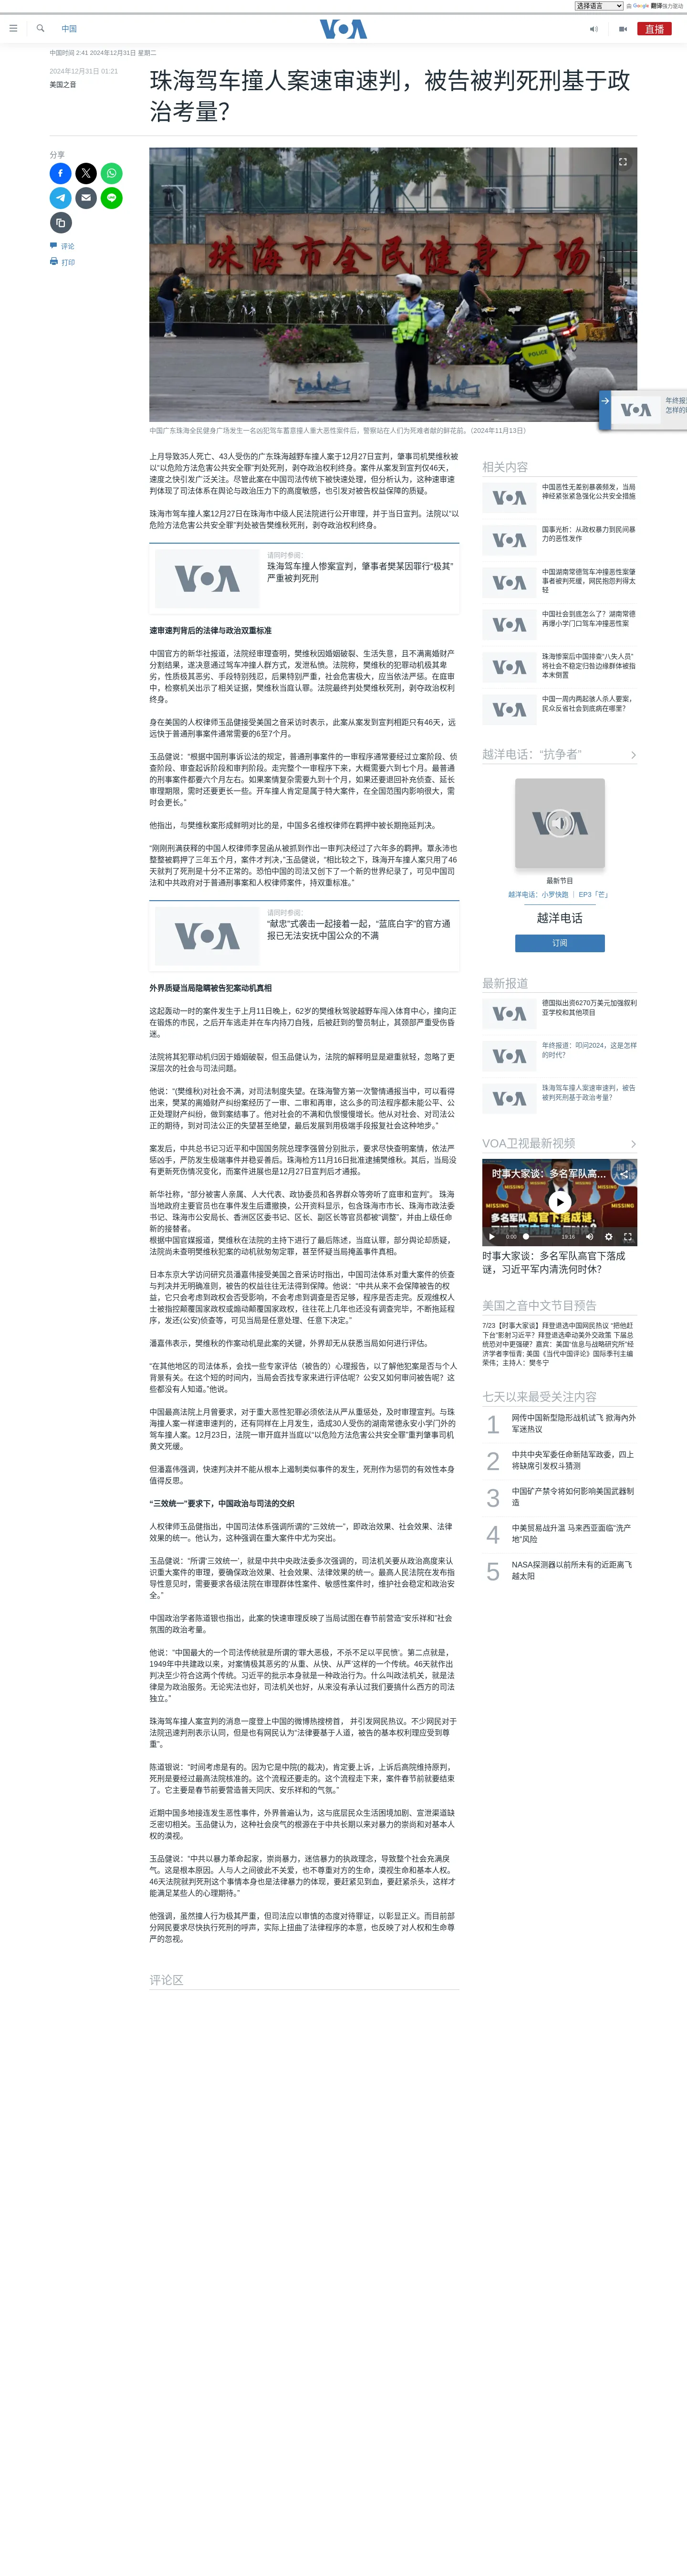 选择语言
由 Google 翻译强力驱动
中国
VOA
直播
中国时间 2:41 2024年12月31日 星期二
2024年12月31日 01:21
美国之音
珠海驾车撞人案速审速判，被告被判死刑基于政
治考量？
分享
评论
打印
珠海市全民健身广场
POLICE
中国广东珠海全民健身广场发生一名凶犯驾车蓄意撞人重大恶性案件后，警察站在人们为死难者献的鲜花前。（2024年11月13日）
上月导致35人死亡、43人受伤的广东珠海越野车撞人案于12月27日宣判，肇事司机樊维秋被
以“以危险方法危害公共安全罪”判处死刑，剥夺政治权利终身。案件从案发到宣判仅46天，
速度之快引发广泛关注。尽管此案在中国司法传统下被快速处理，但分析认为，这种速审速
判体现了司法体系在舆论与政治压力下的高度敏感，也引发对被告权益保障的质疑。
珠海市驾车撞人案12月27日在珠海市中级人民法院进行公开审理，并于当日宣判。法院以“以
危险方法危害公共安全罪”判处被告樊维秋死刑，剥夺政治权利终身。
请同时参阅：
珠海驾车撞人惨案宣判，肇事者樊某因罪行“极其”
严重被判死刑
速审速判背后的法律与政治双重标准
中国官方的新华社报道，法院经审理查明，樊维秋因婚姻破裂、生活失意，且不满离婚财产
分割结果，遂决意通过驾车冲撞人群方式，发泄私愤。法院称，樊维秋的犯罪动机极其卑
劣，性质极其恶劣、手段特别残忍，后果特别严重，社会危害极大，应当依法严惩。在庭审
中，检察机关出示了相关证据，樊维秋当庭认罪。法院最终判处樊维秋死刑，剥夺政治权利
终身。
身在美国的人权律师玉品健接受美国之音采访时表示，此案从案发到宣判相距只有46天，远
远快于普通刑事案件通常需要的6至7个月。
玉品健说：“根据中国刑事诉讼法的规定，普通刑事案件的一审程序通常要经过立案阶段、侦
查阶段、审查起诉阶段和审判阶段。走完整个一审程序下来，大概需要六到七个月。最普通
的刑事案件都要六个月左右。如果案情复杂需要九到十个月，如果还要退回补充侦查、延长
审理期限，需时还要更长一些。开车撞人肯定是属于特大案件，在全国范围内影响很大，需
时会更长。”
他指出，与樊维秋案形成鲜明对比的是，中国多名维权律师在羁押中被长期拖延判决。
“刚刚刑满获释的中国人权律师李昱函从被抓到作出一审判决经过了六年多的羁押。覃永沛也
整整被羁押了三年五个月，案件才判决，”玉品健说，“相比较之下，珠海开车撞人案只用了46
天就判了死刑是十分不正常的。恐怕中国的司法又创下了一个新的世界纪录了，可见中国司
法和中共政府对于普通刑事案和人权律师案件，持双重标准。”
请同时参阅：
“献忠”式袭击一起接着一起，“蓝底白字”的官方通
报已无法安抚中国公众的不满
外界质疑当局隐瞒被告犯案动机真相
这起轰动一时的案件发生于上月11日晚上，62岁的樊维秋驾驶越野车闯入体育中心，撞向正
在锻炼的市民，之后开车逃走并在车内持刀自残，后被赶到的警员制止，其颈部严重受伤昏
迷。
法院将其犯罪动机归因于婚姻破裂，但玉品健认为，法院的解释明显是避重就轻，忽略了更
深层次的社会与司法问题。
他说：“(樊维秋)对社会不满，对司法制度失望。在珠海警方第一次警情通报当中，可以看得
出来，樊某的离婚财产纠纷案经历了一审、二审和再审，这么多的司法程序都未能公平、公
正处理财产纠纷，做到案结事了。他对社会的不满和仇恨慢慢增长。他从对社会、对司法公
正的期待，到对司法公正的失望甚至绝望，最后发展到用极端手段报复社会这种地步。”
案发后，中共总书记习近平和中国国务院总理李强曾分别批示，要求尽快查明案情，依法严
惩凶手，严防发生极端事件并稳妥善后。珠海检方11月16日批准逮捕樊维秋。其后，当局没
有更新死伤情况变化，而案件进展也是12月27日宣判后才通报。
新华社称，“部分被害人亲属、人大代表、政协委员和各界群众等旁听了庭审和宣判”。 珠海
当地政府主要官员也在事件发生后遭撤换，公开资料显示，包含珠海市市长、珠海市政法委
书记、珠海市公安局长、香洲区区委书记、区长、副区长等官员都被“调整”，并由上级任命
新的接替者。
根据中国官媒报道，樊维秋在法院的主持下进行了最后陈述，当庭认罪，部分舆论却质疑，
法院尚未查明樊维秋犯案的动机就匆匆定罪，甚至怀疑当局掩盖事件真相。
日本东京大学访问研究员潘嘉伟接受美国之音采访时指出，中国司法体系对重大案件的侦查
与判决并无明确准则，被告的权益往往无法得到保障。他说：“中共从来不会保障被告的权
益，它只会考虑到政权会否受影响，不会考虑到调查是否足够，程序是否走完。反观维权人
士被指控颠覆国家政权或煽动颠覆国家政权，往往花上几年也还没有调查完毕，不断拖延程
序，发还(公安)侦查等，可见当局是任意处理、任意下决定了。”
潘嘉伟表示，樊维秋的作案动机是此案的关键，外界却无从获悉当局如何进行评估。
“在其他地区的司法体系，会找一些专家评估（被告的）心理报告，以了解他犯案是否与个人
背景有关。在这个短的时间内，当局会否找专家来进行评估呢？公安又如何审问被告呢？这
些都没有人知道。”他说。
中国最高法院上月曾要求，对于重大恶性犯罪必须依法从严从重惩处，及时审理宣判。与珠
海撞人案一样速审速判的，还有同样在上月发生，造成30人受伤的湖南常德永安小学门外的
驾车撞人案。12月23日，法院一审开庭并当庭以“以危险方法危害公共安全罪”重判肇事司机
黄文死缓。
但潘嘉伟强调，快速判决并不能从根本上遏制类似事件的发生，死刑作为惩罚的有效性本身
值得反思。
“三效统一”要求下，中国政治与司法的交织
人权律师玉品健指出，中国司法体系强调所谓的“三效统一”，即政治效果、社会效果、法律
效果的统一。他认为，这种强调在重大案件中尤为突出。
玉品健说：“所谓‘三效统一’，就是中共中央政法委多次强调的，司法机关要从政治高度来认
识重大案件的审理，要确保政治效果、社会效果、法律效果的统一。最高人民法院在发布指
导性意见时，需要要求各级法院在审理群体性案件、敏感性案件时，维护社会稳定和政治安
全。”
中国政治学者陈道银也指出，此案的快速审理反映了当局试图在春节前营造“安乐祥和”社会
氛围的政治考量。
他说：“中国最大的一个司法传统就是所谓的‘罪大恶极，不杀不足以平民愤’。第二点就是，
1949年中共建政以来，对案情极其恶劣的‘从重、从快、从严’这样的一个传统。46天就作出
判决至少符合这两个传统。习近平的批示本身就是一种政治行为。什么叫政法机关，就是法
律是为政治服务。无论宪法也好，司法机关也好，从来没有承认过我们要搞什么西方的司法
独立。”
珠海驾车撞人案宣判的消息一度登上中国的微博热搜榜首， 并引发网民热议。不少网民对于
法院迅速判刑表示认同，但是也有网民认为“法律要基于人道，被告的基本权利理应受到尊
重”。
陈道银说：“时间考虑是有的。因为它是中院(的裁决)，肯定要上诉，上诉后高院维持原判，
死刑是要经过最高法院核准的。这个流程还要走的。这个流程走下来，案件春节前就要结束
了。它主要是春节前要营造普天同庆、安乐祥和的气氛。”
近期中国多地接连发生恶性事件，外界普遍认为，这与底层民众生活困境加剧、宣泄渠道缺
乏密切相关。玉品健认为，这种社会戾气的根源在于中共长期以来对暴力的崇尚和对基本人
权的漠视。
玉品健说：“中共以暴力革命起家，崇尚暴力，迷信暴力的执政理念，导致整个社会充满戾
气。这是根本原因。人与人之间彼此不关爱，也不尊重对方的生命，漠视生命和基本人权。
46天法院就判死刑这个事情本身也是法律暴力的体现，要赶紧见到血，要赶紧杀头，这样才
能满足某些人的心理期待。”
他强调，虽然撞人行为极其严重，但司法应以审慎的态度对待罪证，以彰显正义。而目前部
分网民要求尽快执行死刑的呼声，实际上扭曲了法律程序的本意，也反映了对人权和生命尊
严的忽视。
评论区
年终报
怎样的
相关内容
中国恶性无差别暴袭频发，当局
神经紧张紧急强化公共安全措施
国事光析：从政权暴力到民间暴
力的恶性发作
中国湖南常德驾车冲撞恶性案肇
事者被判死缓，网民抱怨判得太
轻
中国社会到底怎么了？湖南常德
再爆小学门口驾车冲撞恶性案
珠海惨案后中国排查“八失人员”
将社会不稳定归咎边缘群体被指
本末倒置
中国一周内两起骇人杀人要案，
民众反省社会到底病在哪里？
越洋电话：“抗争者”
最新节目
越洋电话：小罗快跑 ｜ EP3「芒」
越洋电话
订阅
最新报道
德国拟出资6270万美元加强叙利
亚学校和其他项目
年终报道：叩问2024，这是怎样
的时代？
珠海驾车撞人案速审速判，被告
被判死刑基于政治考量？
VOA卫视最新视频
时事大家谈：多名军队高…
MISSING
多名军队高官下落成谜
0:00
19:16
时事大家谈：多名军队高官下落成
谜，习近平军内清洗何时休？
美国之音中文节目预告
7/23【时事大家谈】拜登退选中国网民热议 “把他赶
下台”影射习近平？拜登退选牵动美外交政策 下届总
统恐对中更强硬？嘉宾：美国“信息与战略研究所”经
济学者李恒青; 美国《当代中国评论》国际季刊主编
荣伟；主持人：樊冬宁
七天以来最受关注内容
1
网传中国新型隐形战机试飞 掀海內外
军迷热议
2
中共中央军委任命新陆军政委，四上
将缺席引发权斗猜测
3
中国矿产禁令将如何影响美国武器制
造
4
中美贸易战升温 马来西亚面临“洗产
地”风险
5
NASA探测器以前所未有的近距离飞
越太阳